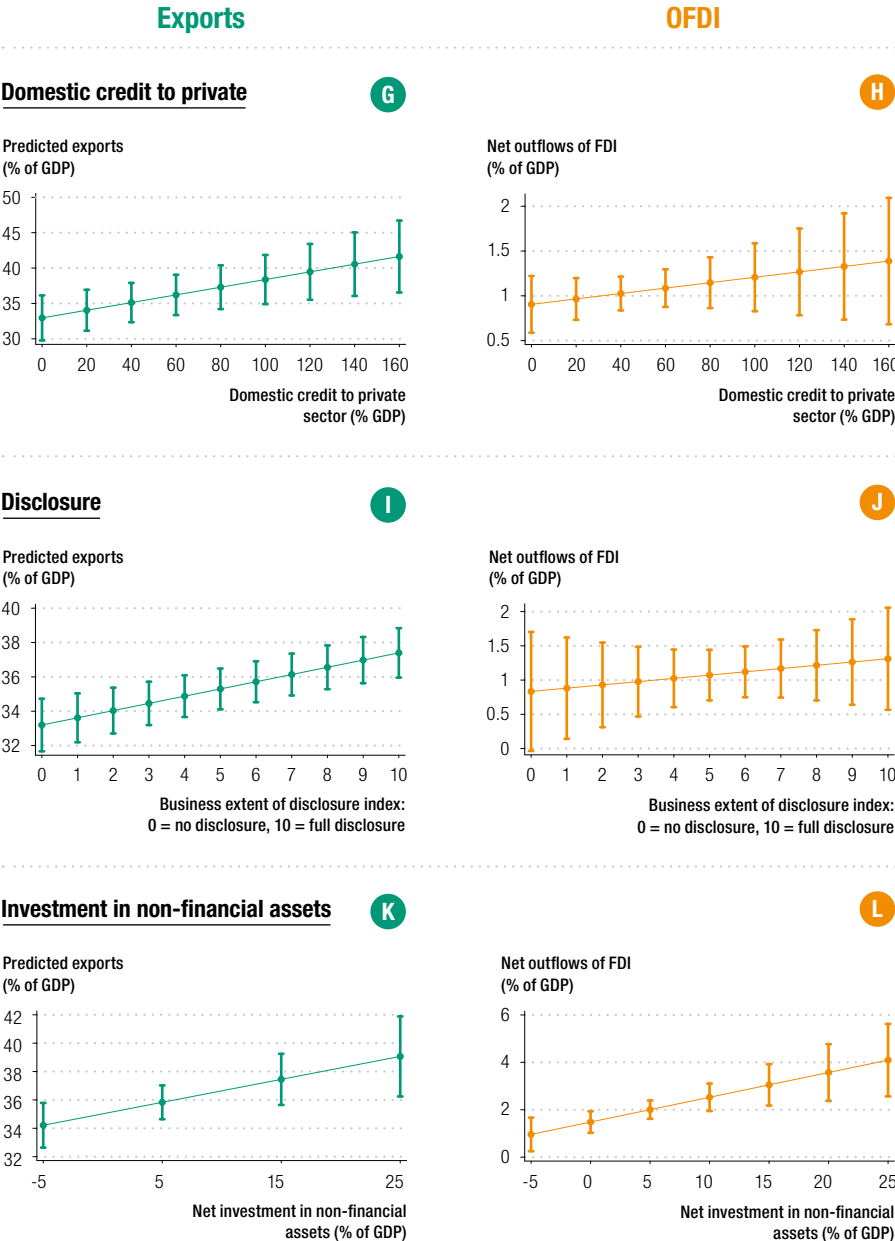 Exports
OFDI
Domestic credit to private
G
H
Predicted exports
(% of GDP)
50
45
40
35
30
0 20 40 60 80 100 120 140 160
Domestic credit to private
sector (% GDP)
Net outflows of FDI
(% of GDP)
2
1.5
1
0.5
0 20 40 60 80 100 120 140 160
Domestic credit to private
sector (% GDP)
Disclosure
I
J
Predicted exports
(% of GDP)
40
38
36
34
32
0 1 2 3 4 5 6 7 8 9 10
Business extent of disclosure index:
0 = no disclosure, 10 = full disclosure
Net outflows of FDI
(% of GDP)
2
1.5
1
0.5
0
0 1 2 3 4 5 6 7 8 9 10
Business extent of disclosure index:
0 = no disclosure, 10 = full disclosure
Investment in non-financial assets
K
L
Predicted exports
(% of GDP)
42
40
38
36
34
32
-5 5 15 25
Net investment in non-financial
assets (% of GDP)
Net outflows of FDI
(% of GDP)
6
4
2
0
-5 0 5 10 15 20 25
Net investment in non-financial
assets (% of GDP)